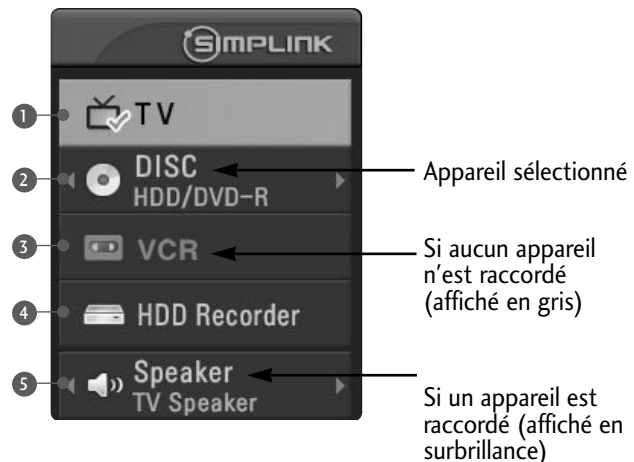 SIMPLINK
1 TV
2 DISC
HDD/DVD-R
Appareil sélectionné
3 VCR
Si aucun appareil
n'est raccordé
(affiché en gris)
4 HDD Recorder
5 Speaker
TV Speaker
Si un appareil est
raccordé (affiché en
surbrillance)